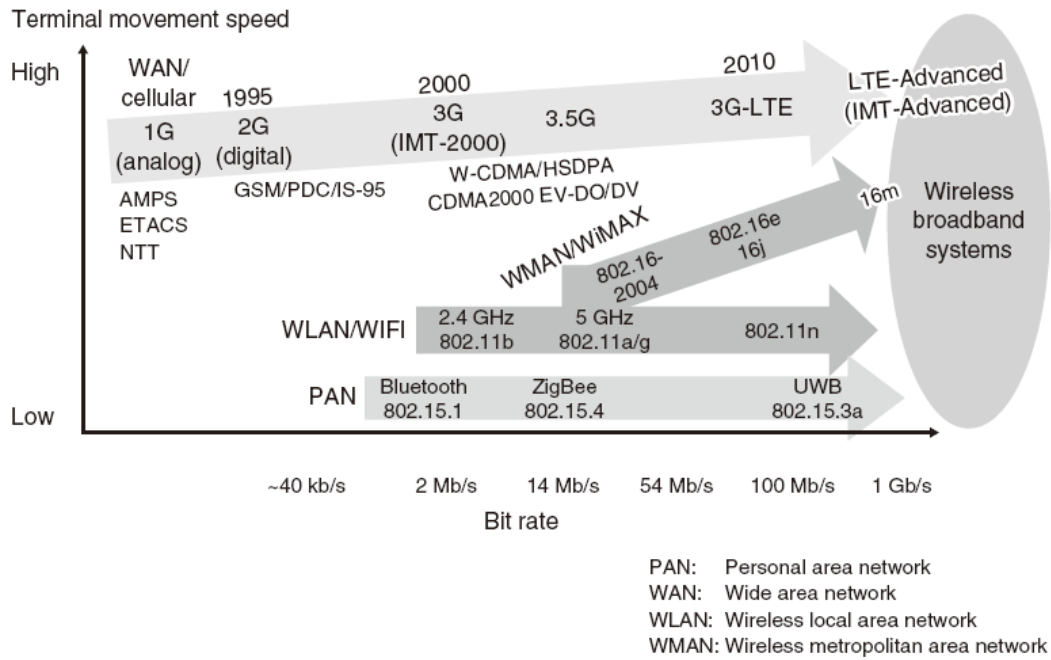 Terminal movement speed
High
WAN/
cellular
1G
(analog)
AMPS
ETACS
NTT
1995
2G
(digital)
GSM/PDC/IS-95
2000
3G
(IMT-2000)
3.5G
W-CDMA/HSDPA
CDMA2000 EV-DO/DV
2010
3G-LTE
LTE-Advanced
(IMT-Advanced)
WMAN/WiMAX
802.16-
2004
802.16e
16j
16m
Wireless
broadband
systems
WLAN/WIFI
2.4 GHz
802.11b
5 GHz
802.11a/g
802.11n
PAN
Bluetooth
802.15.1
ZigBee
802.15.4
UWB
802.15.3a
Low
~40 kb/s 2 Mb/s 14 Mb/s 54 Mb/s 100 Mb/s 1 Gb/s
Bit rate
PAN: Personal area network
WAN: Wide area network
WLAN: Wireless local area network
WMAN: Wireless metropolitan area network